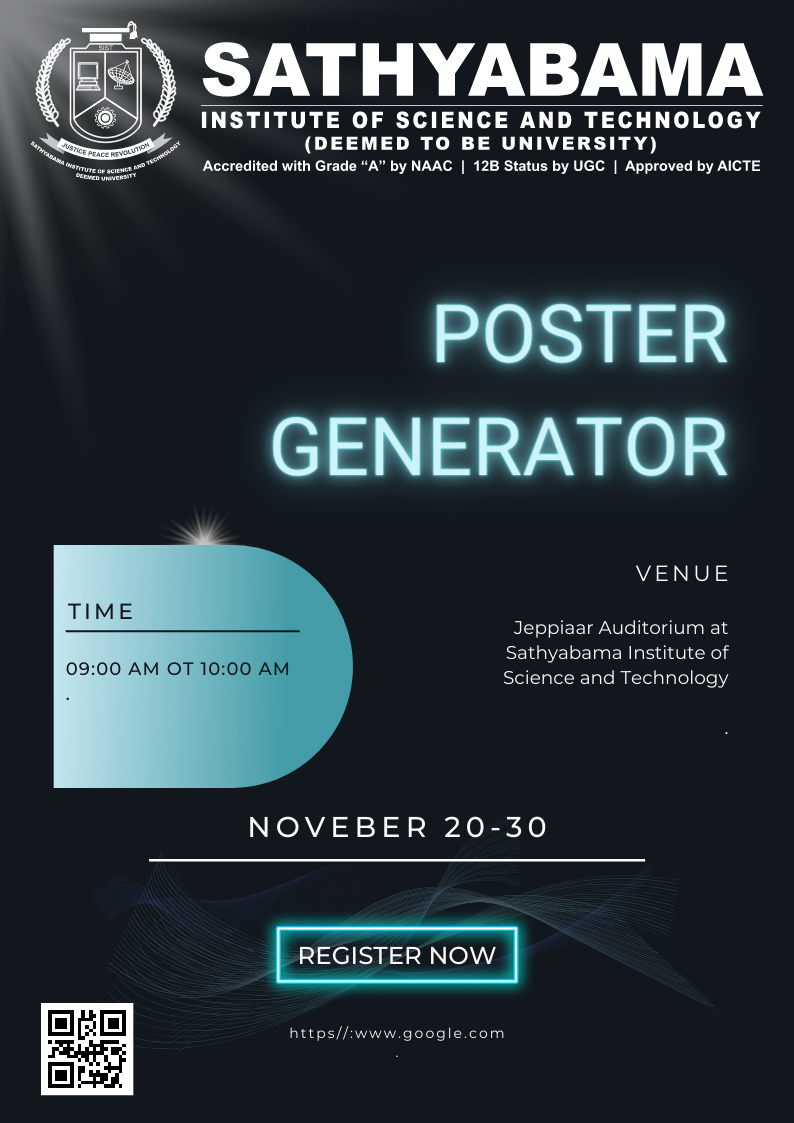 SIST
JUSTICE PEACE REVOLUTION
SATHYABAMA INSTITUTE OF SCIENCE AND TECHNOLOGY
DEEMED UNIVERSITY
SATHYABAMA
INSTITUTE OF SCIENCE AND TECHNOLOGY
(DEEMED TO BE UNIVERSITY)
Accredited with Grade “A” by NAAC | 12B Status by UGC | Approved by AICTE
POSTER
GENERATOR
TIME
09:00 AM OT 10:00 AM
.
VENUE
Jeppiaar Auditorium at
Sathyabama Institute of
Science and Technology
.
NOVEBER 20-30
REGISTER NOW
https//:www.google.com
.